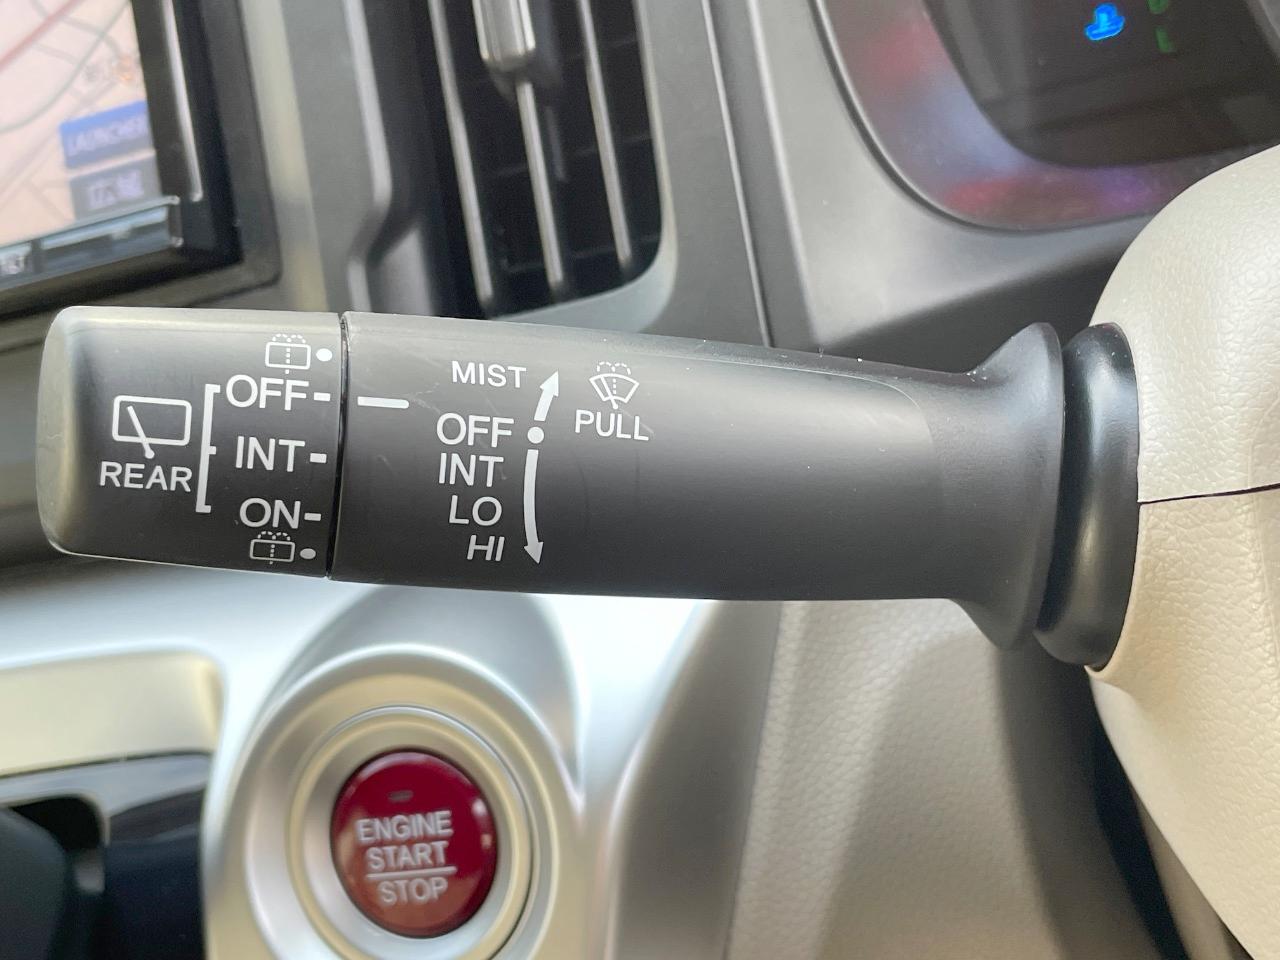 LAUNCHER
MIST
PULL
OFF
INT
LO
HI
REAR
OFF
INT
ON
ENGINE
START
STOP